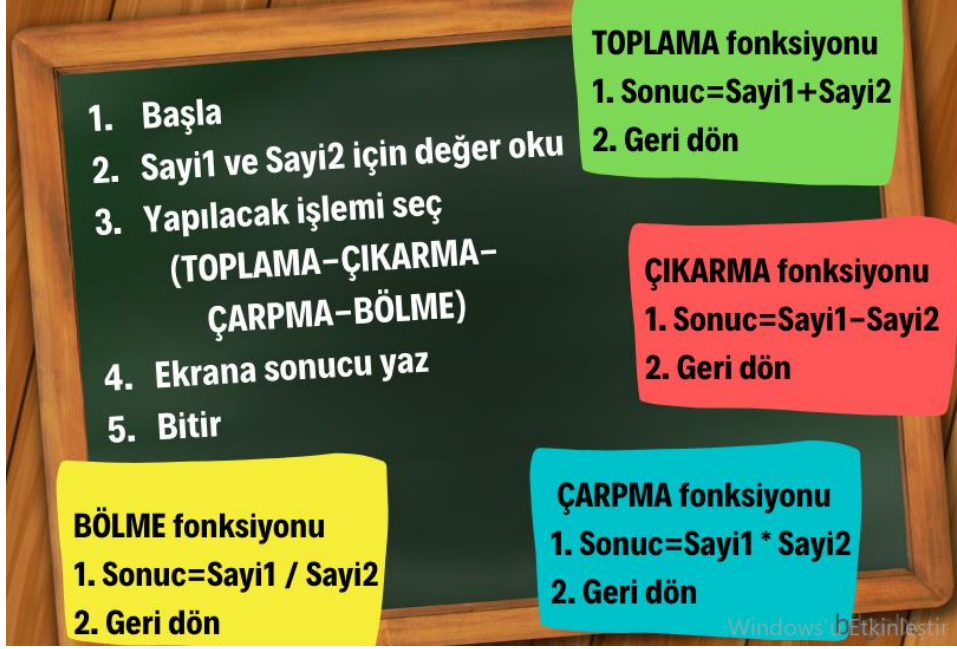 1. Başla
2. Sayi1 ve Sayi2 için değer oku
3. Yapılacak işlemi seç
(TOPLAMA-ÇIKARMA-
ÇARPMA-BÖLME)
4. Ekrana sonucu yaz
5. Bitir
TOPLAMA fonksiyonu
1. Sonuc=Sayi1+Sayi2
2. Geri dön
ÇIKARMA fonksiyonu
1. Sonuc=Sayi1-Sayi2
2. Geri dön
BÖLME fonksiyonu
1. Sonuc=Sayi1 / Sayi2
2. Geri dön
ÇARPMA fonksiyonu
1. Sonuc=Sayi1 * Sayi2
2. Geri dön
Windows'u Etkinleştir